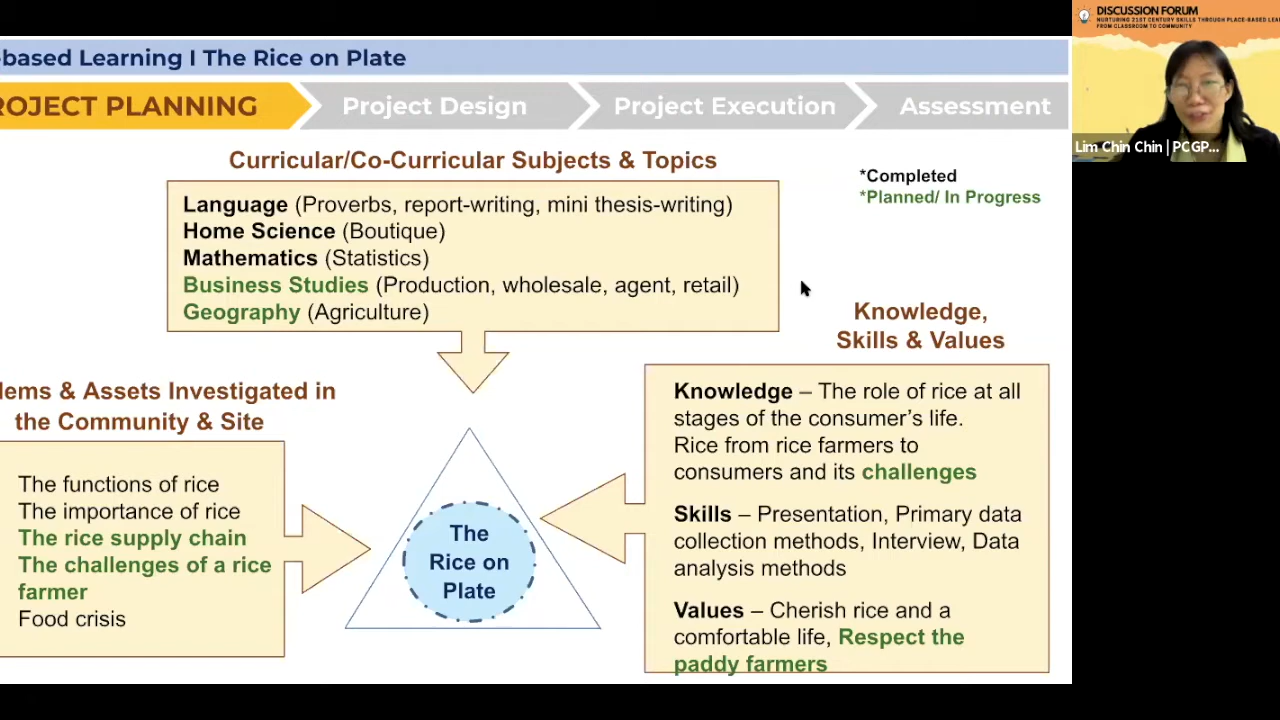 -based Learning I The Rice on Plate
ROJECT PLANNING
Project Design
Project Execution
Assessment
Curricular/Co-Curricular Subjects & Topics
*Completed
*Planned/ In Progress
Language (Proverbs, report-writing, mini thesis-writing)
Home Science (Boutique)
Mathematics (Statistics)
Business Studies (Production, wholesale, agent, retail)
Geography (Agriculture)
lems & Assets Investigated in
the Community & Site
The functions of rice
The importance of rice
The rice supply chain
The challenges of a rice
farmer
Food crisis
The
Rice on
Plate
Knowledge,
Skills & Values
Knowledge – The role of rice at all
stages of the consumer's life.
Rice from rice farmers to
consumers and its challenges
Skills – Presentation, Primary data
collection methods, Interview, Data
analysis methods
Values – Cherish rice and a
comfortable life, Respect the
paddy farmers
DISCUSSION FORUM
NURTURING 21ST CENTURY SKILLS THROUGH PLACE-BASED LEA
FROM CLASSROOM TO COMMUNITY
Lim Chin Chin | PCGP...